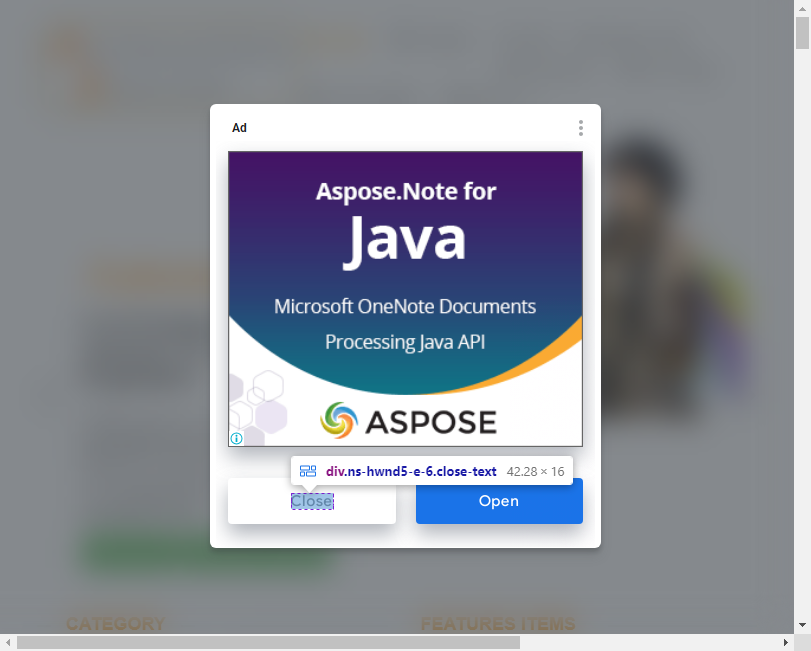 Ad
Aspose.Note for
Java
Microsoft OneNote Documents
Processing Java API
ASPOSE
div.ns-hwnd5-e-6.close-text 42.28 × 16
Close
Open
CATEGORY
FEATURES ITEMS